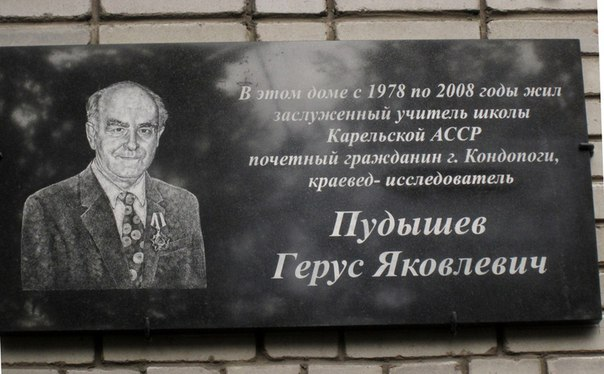 В этом доме с 1978 по 2008 годы жил
заслуженный учитель школы
Карельской АССР
почетный гражданин г. Кондопоги,
краевед- исследователь
Пудышев
Герус Яковлевич